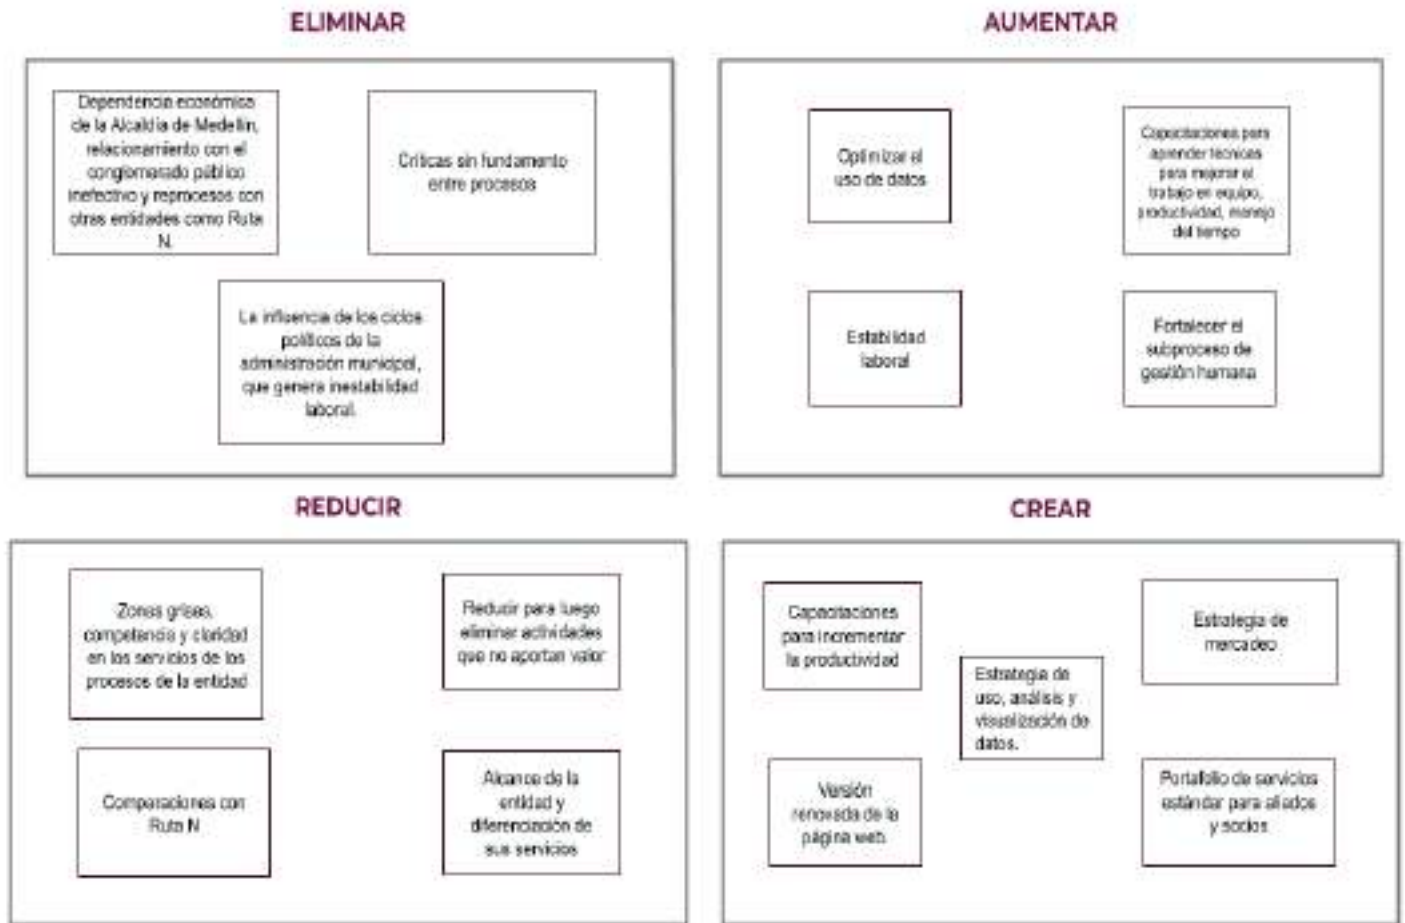 ELIMINAR
Dependencia económica
de la Alcaldía de Medellín,
relacionamiento con el
conglomerado público
inefectivo y reprocesos con
otras entidades como Ruta
N.
Críticas sin fundamento
entre procesos
La influencia de los ciclos
políticos de la
administración municipal,
que genera inestabilidad
laboral.
AUMENTAR
Optimizar el
uso de datos
Capacitaciones para
aprender técnicas
para mejorar el
trabajo en equipo,
productividad, manejo
del tiempo
Estabilidad
laboral
Fortalecer el
subproceso de
gestión humana
REDUCIR
Zonas grises,
competencia y claridad
en los servicios de los
procesos de la entidad
Reducir para luego
eliminar actividades
que no aportan valor
Comparaciones con
Ruta N
Alcance de la
entidad y
diferenciación de
sus servicios
CREAR
Capacitaciones
para incrementar
la productividad
Estrategia de
mercadeo
Estrategia de
uso, análisis y
visualización de
datos.
Versión
renovada de la
página web.
Portafolio de servicios
estándar para aliados
y socios